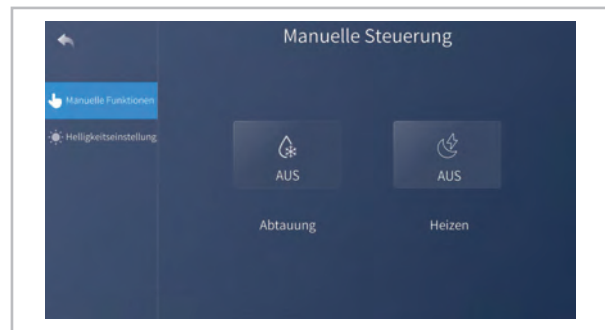 Manuelle Steuerung
Manuelle Funktionen
Helligkeitseinstellung
AUS
AUS
Abtauung
Heizen